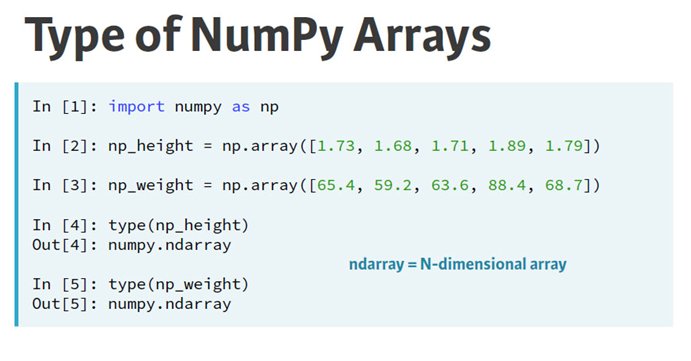 Type of NumPy Arrays
In [1]: import numpy as np
In [2]: np_height = np.array([1.73, 1.68, 1.71, 1.89, 1.79])
In [3]: np_weight = np.array([65.4, 59.2, 63.6, 88.4, 68.7])
In [4]: type(np_height)
Out[4]: numpy.ndarray
ndarray = N-dimensional array
In [5]: type(np_weight)
Out[5]: numpy.ndarray